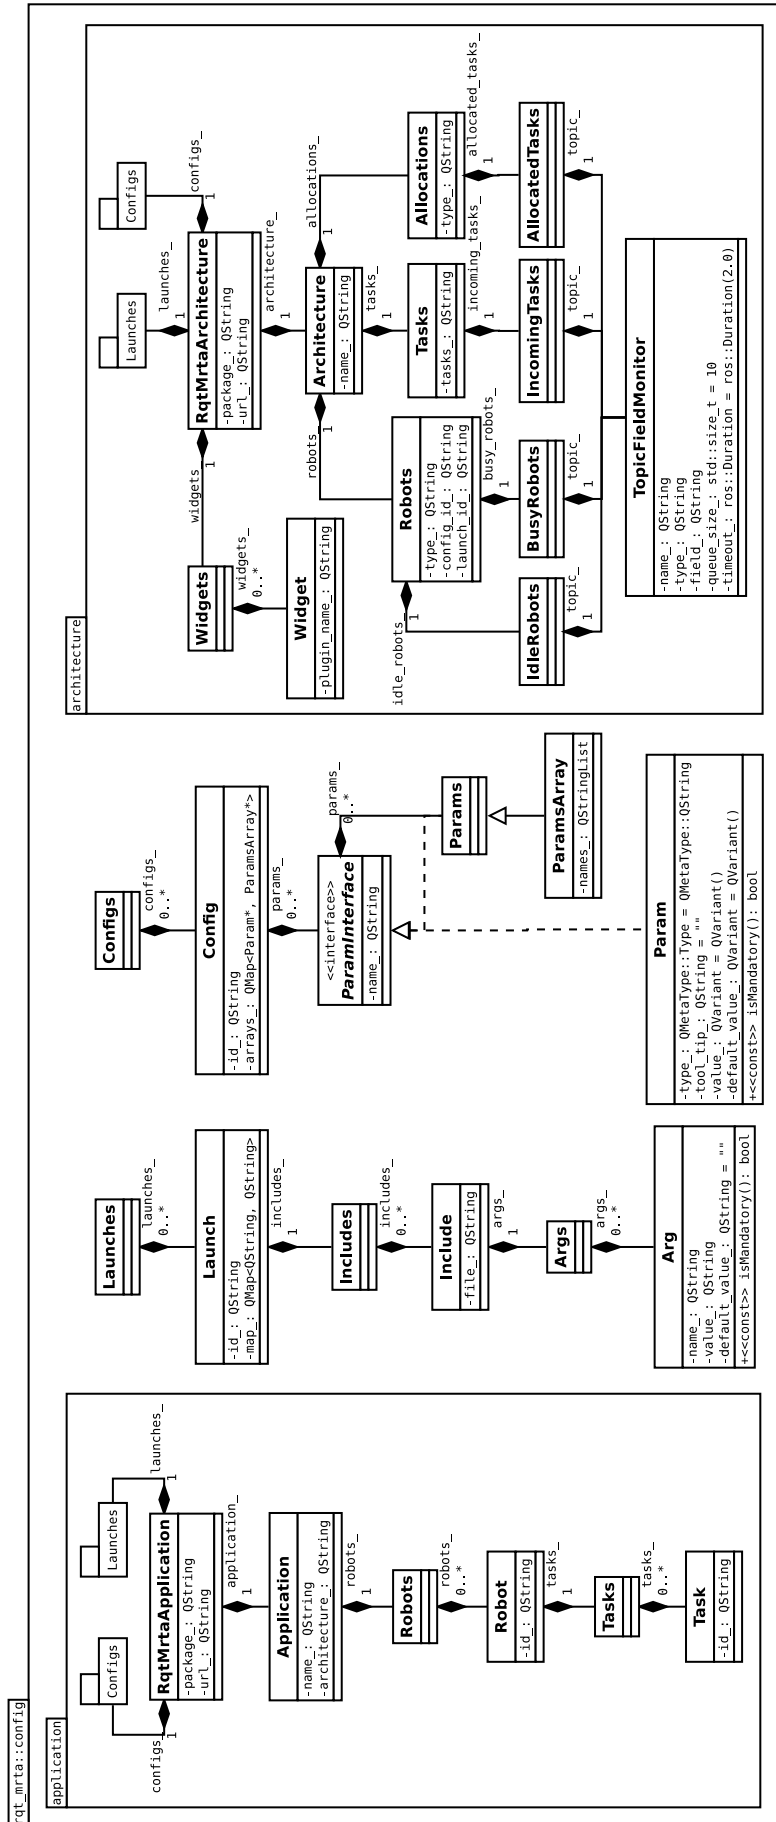 rqt_mrta::config
application
Configs
Launches
configs_
1
launches_
1
RqtMrtaApplication
-package_: QString
-url_: QString
application_
1
Application
-name_: QString
-architecture_: QString
robots_
1
Robots
robots_
0..*
Robot
-id_: QString
tasks_
1
Tasks
tasks_
0..*
Task
-id_: QString
Launches
launches_
0..*
Launch
-id_: QString
-map_: QMap<QString, QString>
includes_
1
Includes
includes_
0..*
Include
-file_: QString
args_
1
Args
args_
0..*
Arg
-name_: QString
-value_: QString
-default_value_: QString = ""
+<<const>> isMandatory(): bool
Configs
configs_
0..*
Config
-id_: QString
-arrays_: QMap<Param*, ParamsArray*>
params_
0..*
<<interface>>
ParamInterface
-name_: QString
params_
0..*
Params
ParamsArray
-names_: QStringList
Param
-type_: QMetaType::Type = QMetaType::QString
-tool_tip_: QString = ""
-value_: QVariant = QVariant()
-default_value_: QVariant = QVariant()
+<<const>> isMandatory(): bool
architecture
Launches
Configs
launches_
1
configs_
1
RqtMrtaArchitecture
-package_: QString
-url_: QString
widgets_
1
Widgets
widgets_
0..*
Widget
-plugin_name_: QString
architecture_
1
Architecture
-name_: QString
robots_
1
tasks_
1
allocations_
1
Robots
-type_: QString
-config_id_: QString
-launch_id_: QString
Tasks
-tasks_: QString
Allocations
-type_: QString
idle_robots_
1
busy_robots_
1
incoming_tasks_
1
allocated_tasks_
1
IdleRobots
BusyRobots
IncomingTasks
AllocatedTasks
topic_
1
topic_
1
topic_
1
topic_
1
TopicFieldMonitor
-name_: QString
-type_: QString
-field_: QString
-queue_size_: std::size_t = 10
-timeout_: ros::Duration = ros::Duration(2.0)